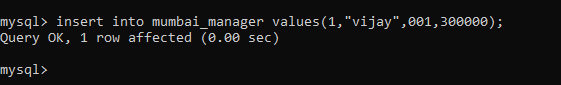 mysql> insert into mumbai_manager values(1,"vijay",001,300000);
Query OK, 1 row affected (0.00 sec)
mysql>